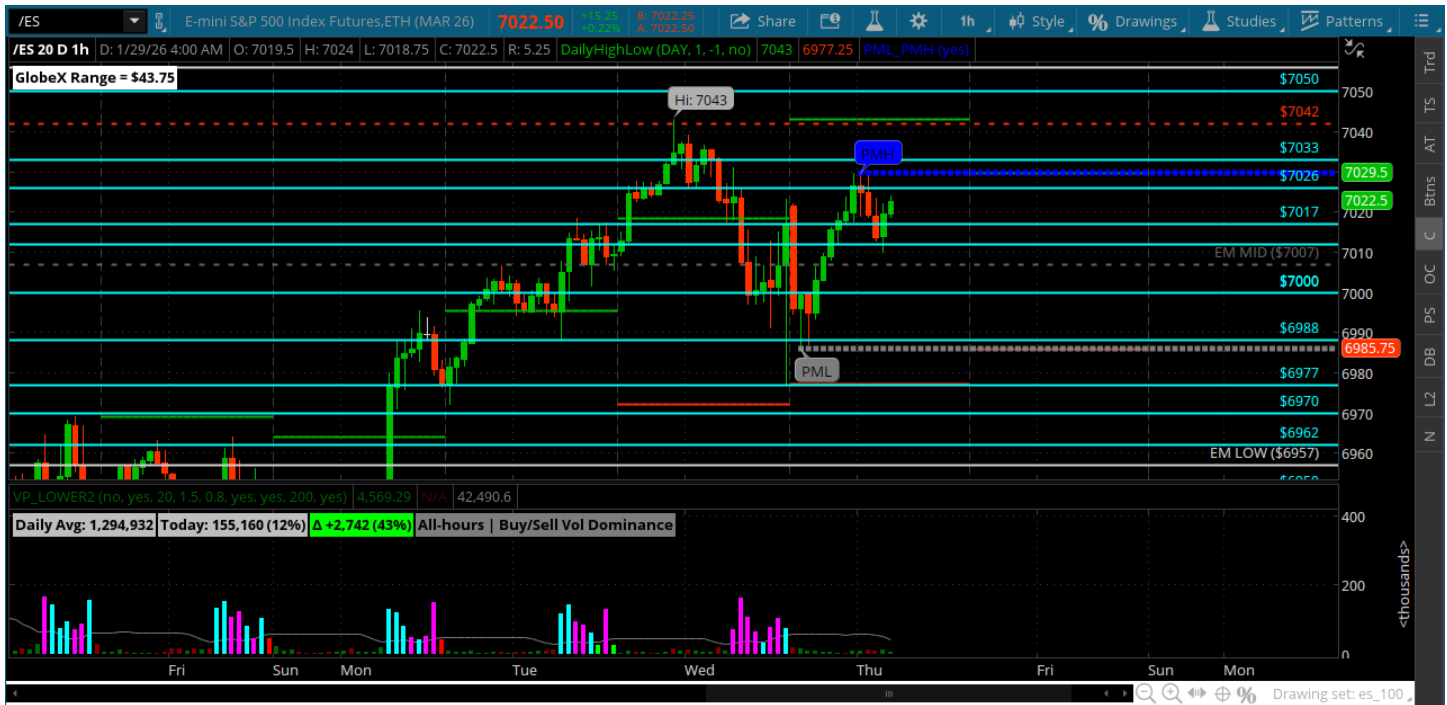 /ES E-mini S&P 500 Index Futures,ETH (MAR 26) 7022.50 +15.25 +0.22% B: 7022.25 A: 7022.50 Share 1h Style Drawings Studies Patterns
/ES 20 D 1h D: 1/29/26 4:00 AM O: 7019.5 H: 7024 L: 7018.75 C: 7022.5 R: 5.25 DailyHighLow (DAY, 1, -1, no) 7043 6977.25 PML_PMH (yes)
GlobeX Range = $43.75
$7050
7050
Hi: 7043
$7042
7040
$7033
PMH
7029.5
$7026
7022.5
$7017
7020
EM MID ($7007)
7010
$7000
7000
$6988
6990
6985.75
PML
$6977
6980
$6970
6970
$6962
EM LOW ($6957)
6960
Trd
TS
AT
Btns
C
OC
PS
DB
L2
N
VP_LOWER2 (no, yes, 20, 1.5, 0.8, yes, yes, 200, yes) 4,569.29 N/A 42,490.6
Daily Avg: 1,294,932 Today: 155,160 (12%) Δ +2,742 (43%) All-hours | Buy/Sell Vol Dominance
400
200
0
<thousands>
Fri Sun Mon Tue Wed Thu Fri Sun Mon
Drawing set: es_100